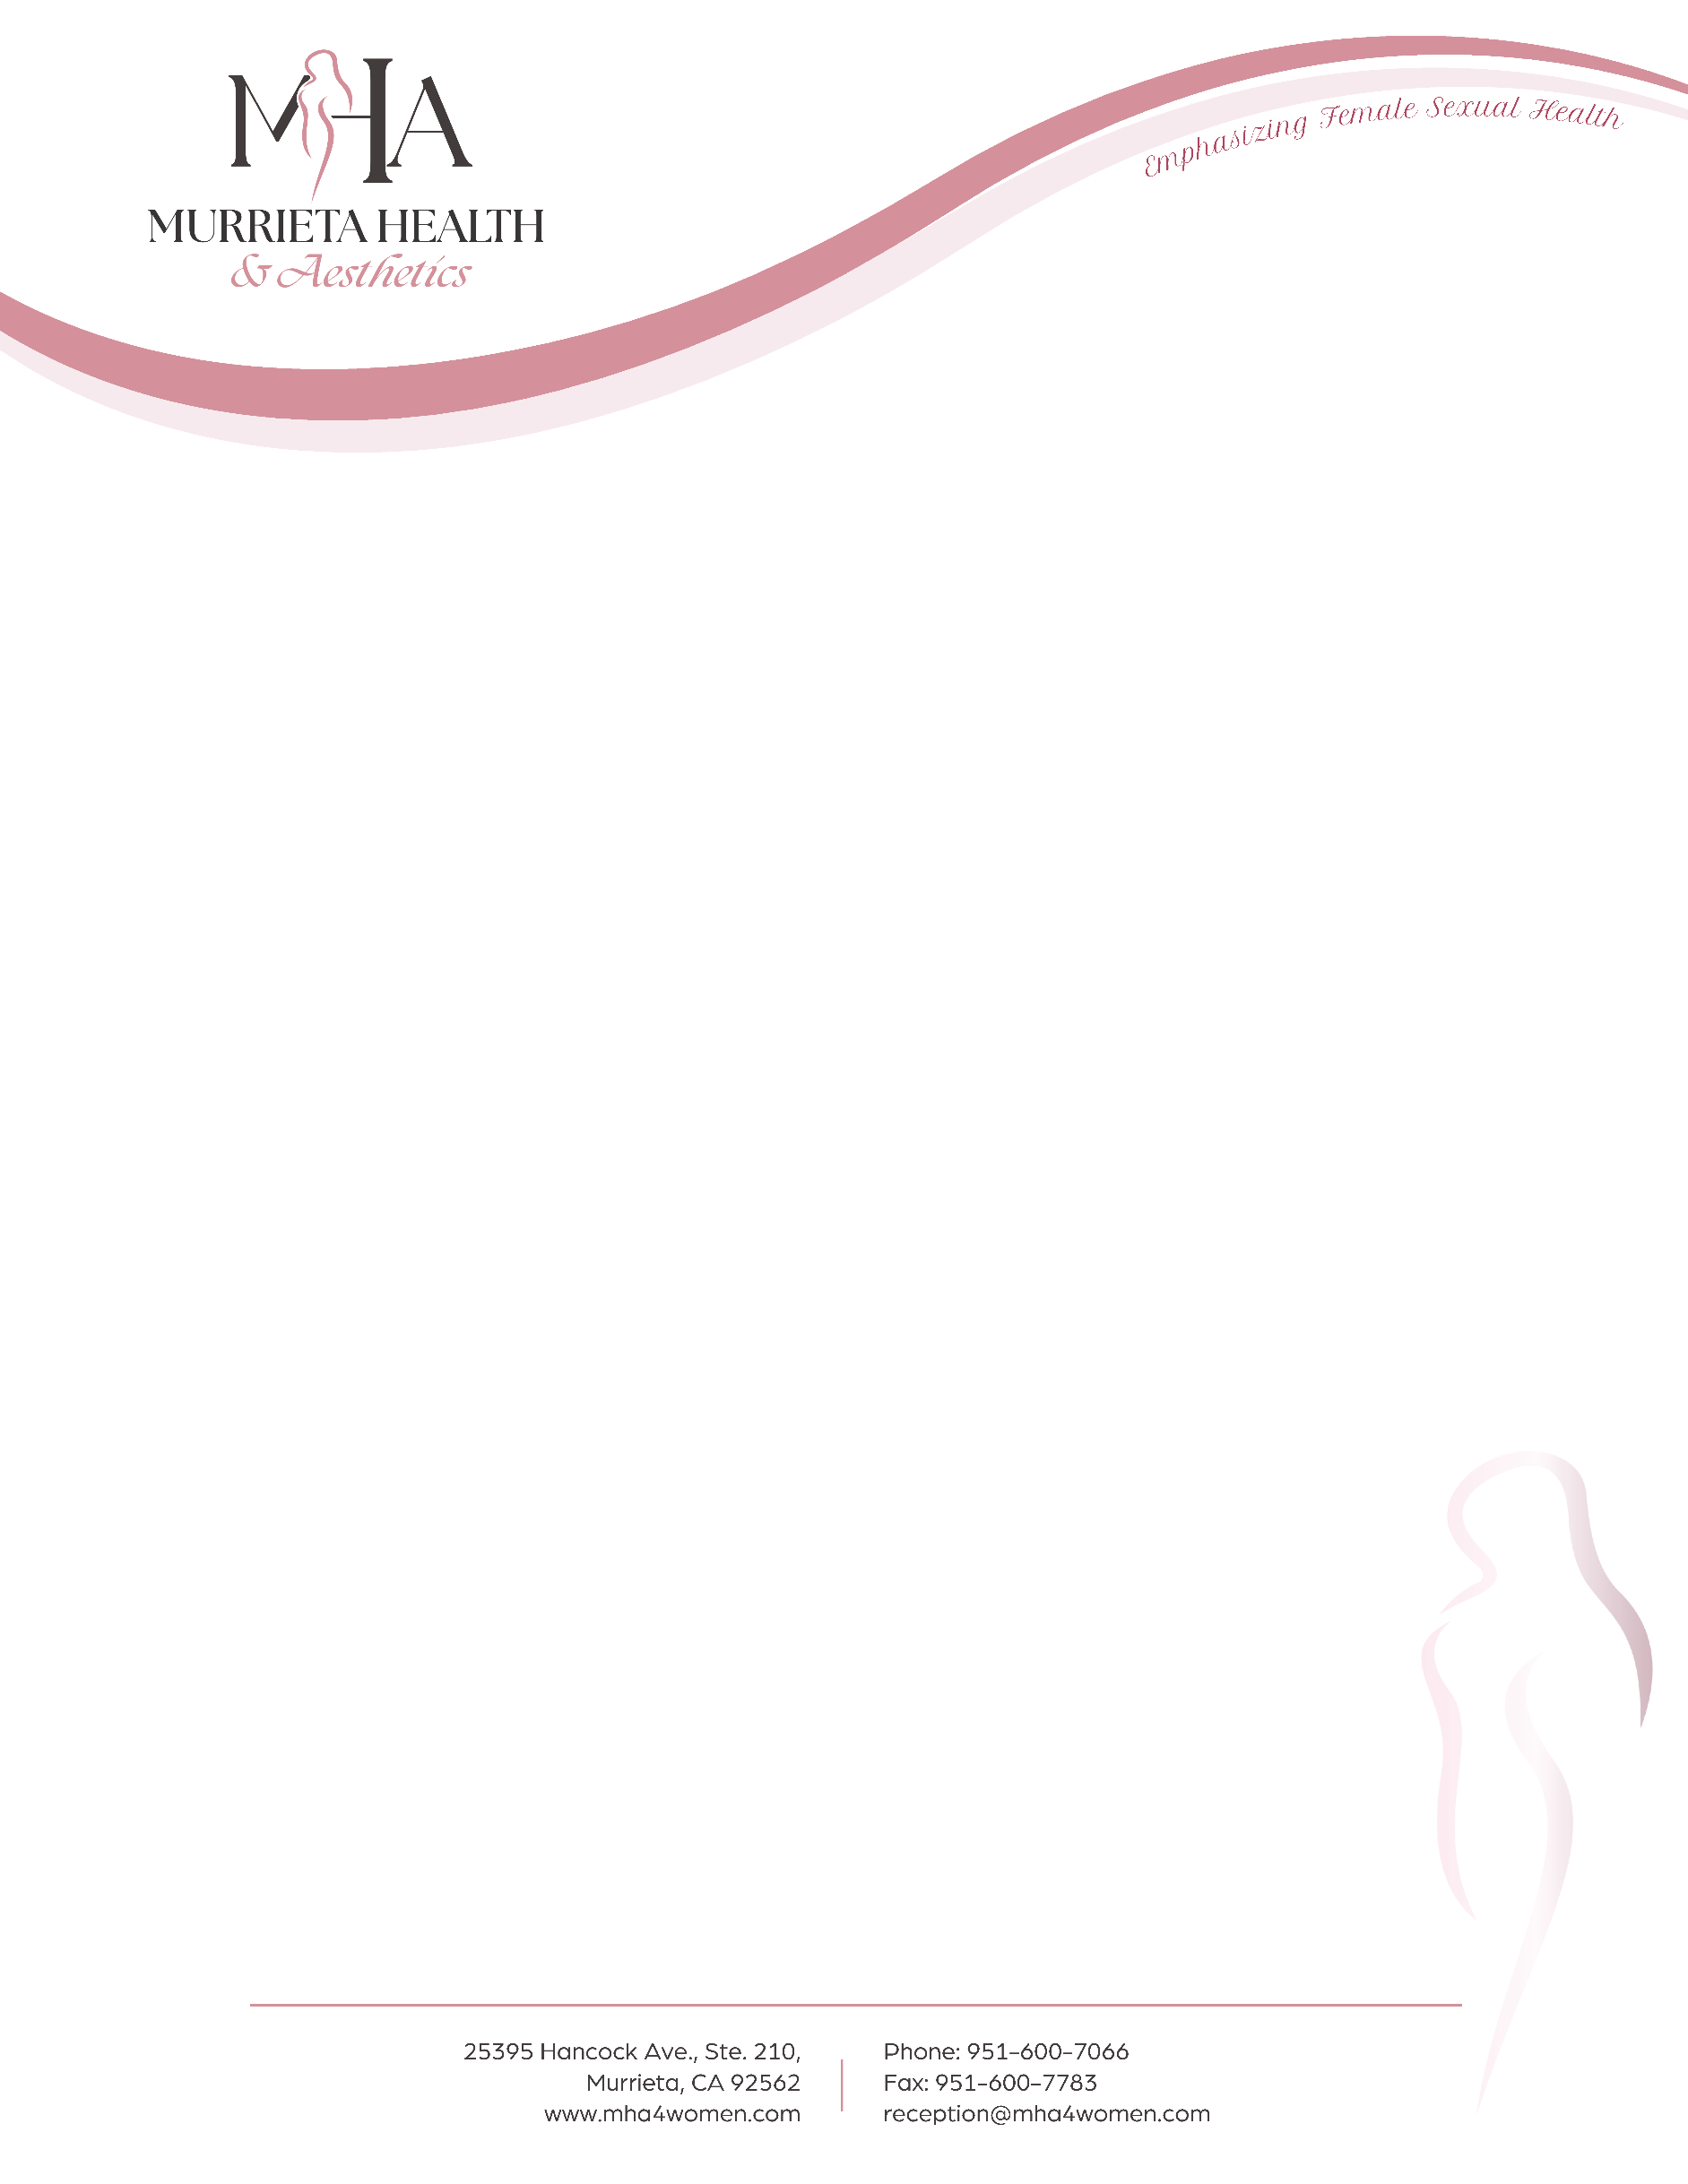 MHA
MURRIETA HEALTH
& Aesthetics
Emphasizing Female Sexual Health
25395 Hancock Ave., Ste. 210,
Murrieta, CA 92562
www.mha4women.com
Phone: 951-600-7066
Fax: 951-600-7783
reception@mha4women.com